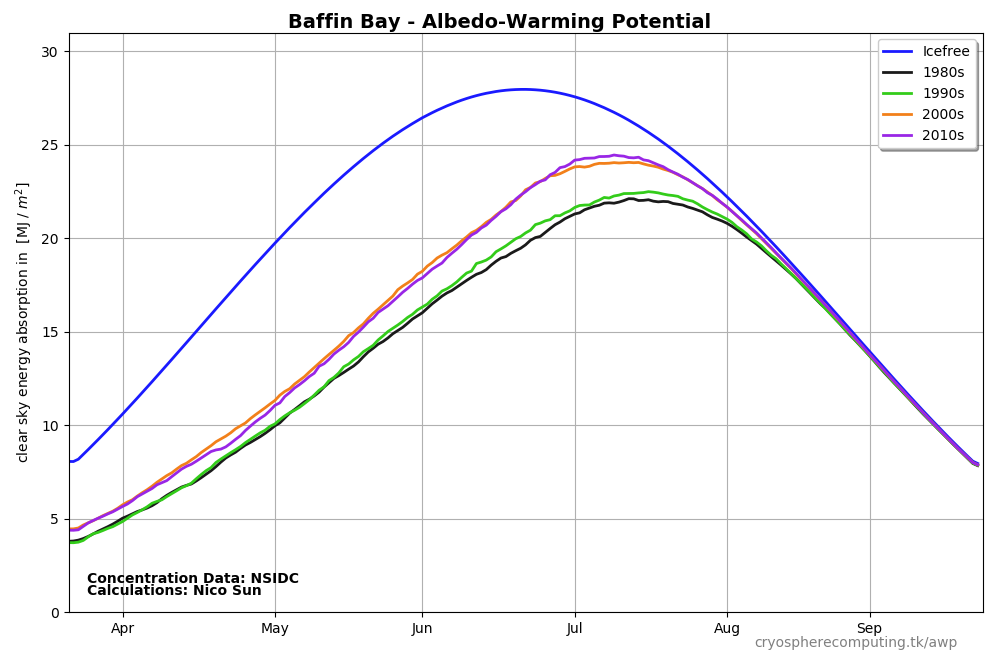 Baffin Bay - Albedo-Warming Potential
clear sky energy absorption in [MJ / m²]
30
25
20
15
10
5
0
Icefree
1980s
1990s
2000s
2010s
Concentration Data: NSIDC
Calculations: Nico Sun
Apr May Jun Jul Aug Sep
cryospherecomputing.tk/awp